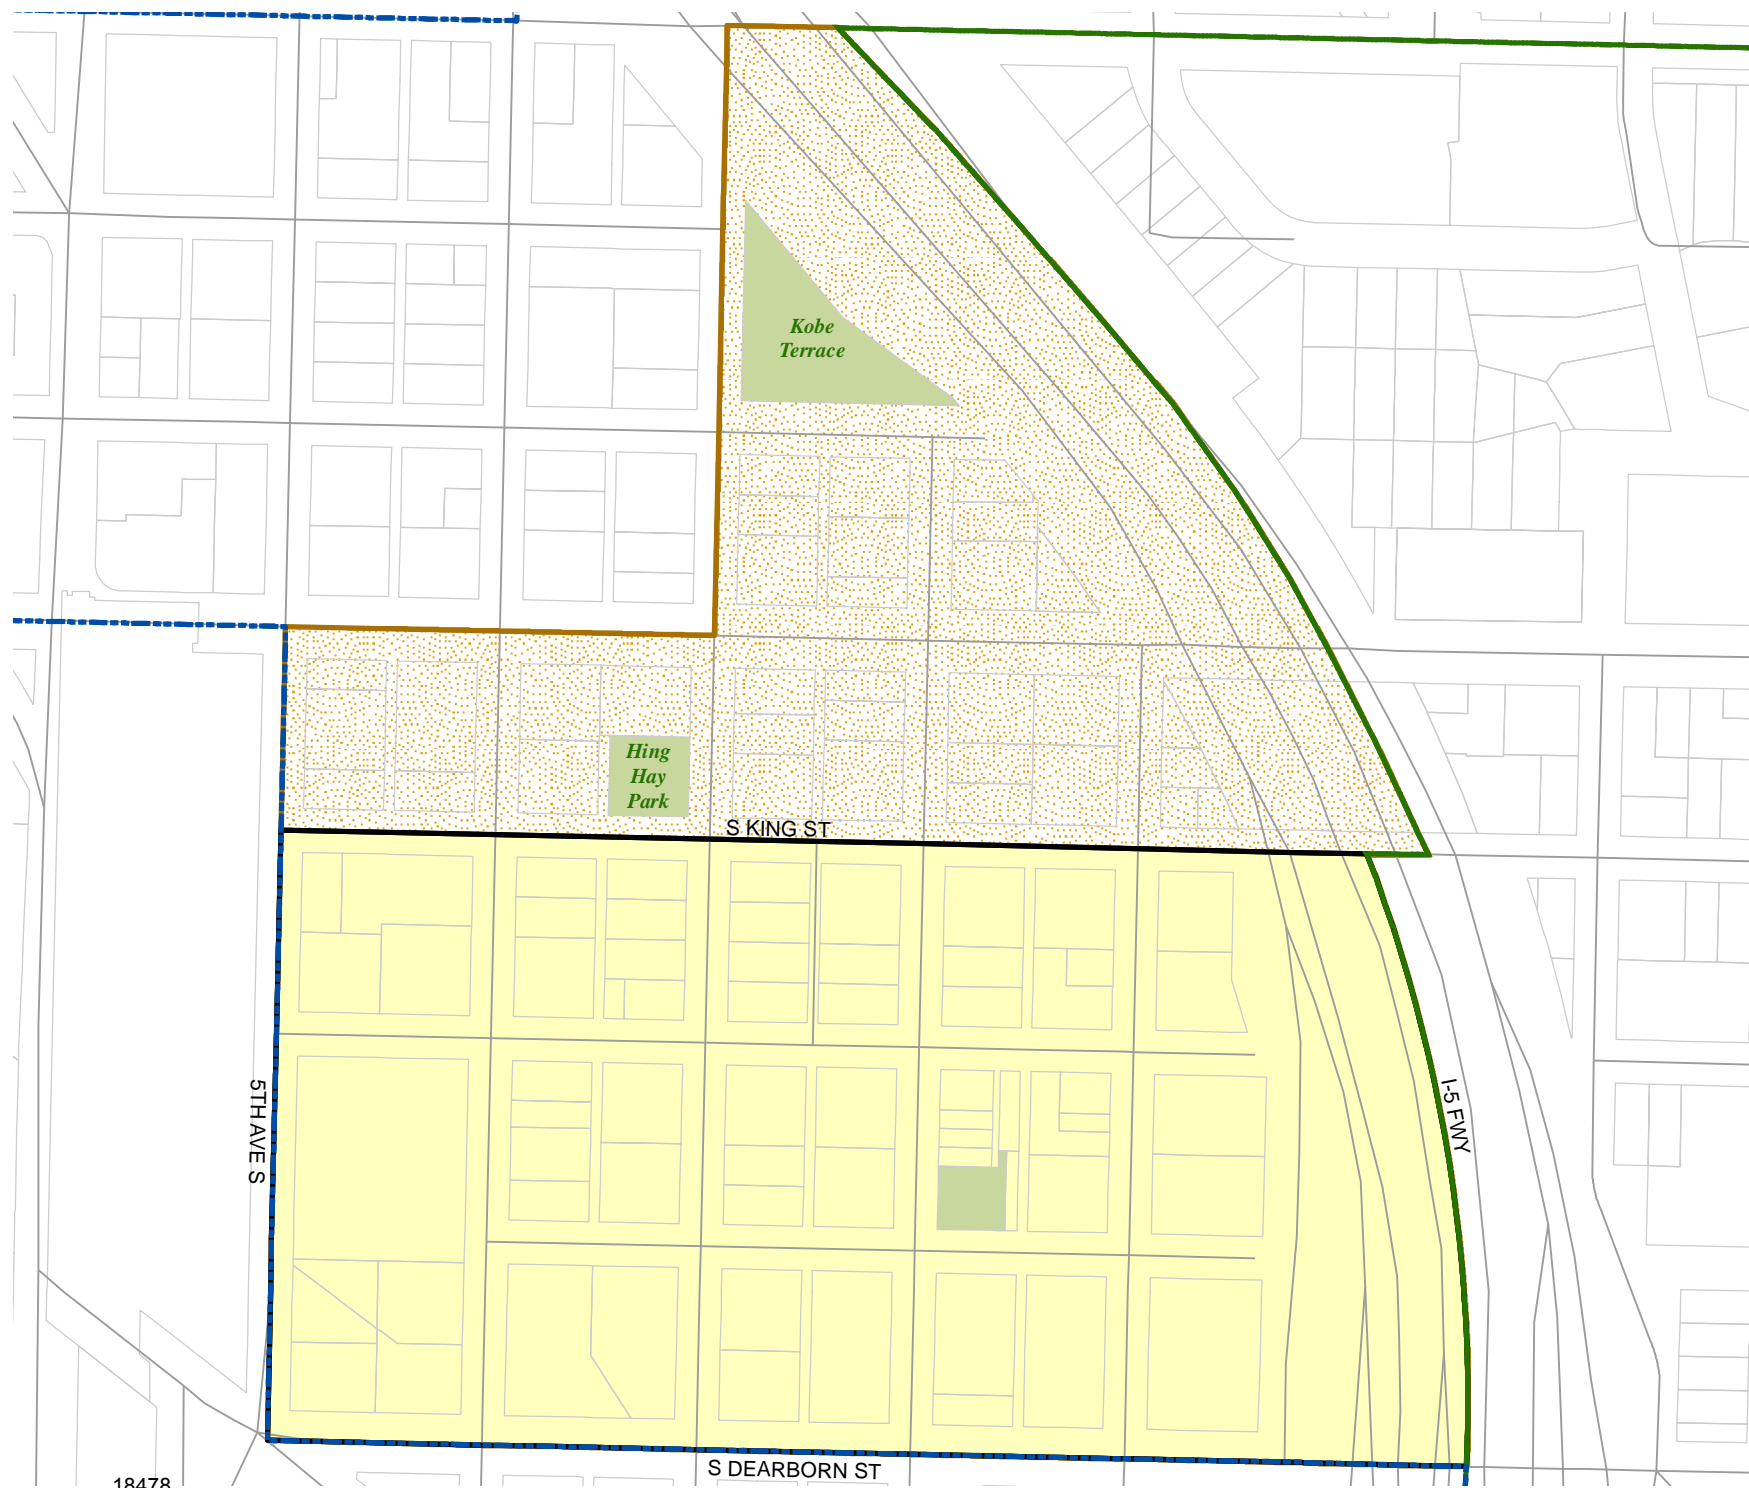 Kobe
Terrace
Hing
Hay
Park
S KING ST
5TH AVE S
I-5 FWY
S DEARBORN ST
18478